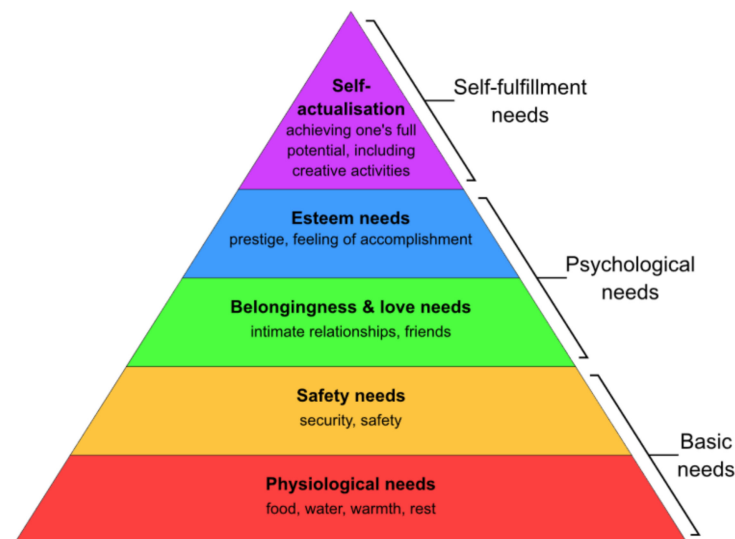 Self-
actualisation
achieving one's full
potential, including
creative activities
Self-fulfillment
needs
Esteem needs
prestige, feeling of accomplishment
Psychological
needs
Belongingness & love needs
intimate relationships, friends
Safety needs
security, safety
Basic
needs
Physiological needs
food, water, warmth, rest